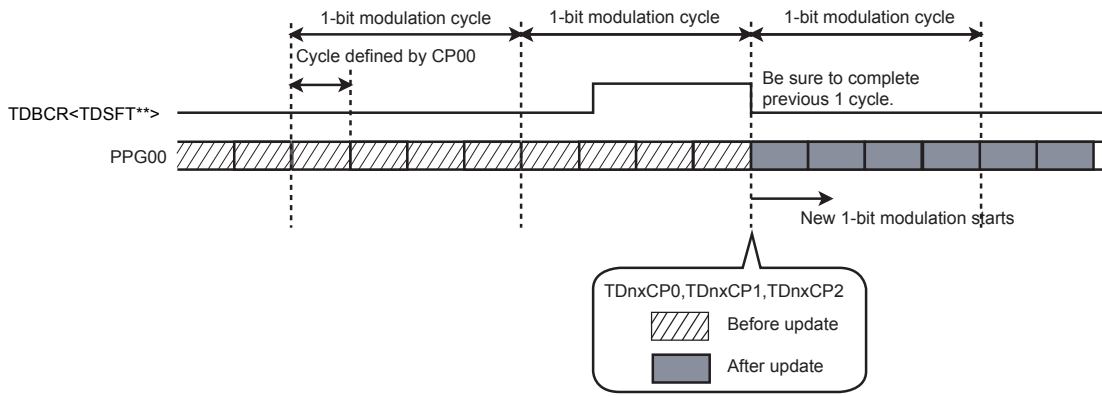 1-bit modulation cycle
1-bit modulation cycle
1-bit modulation cycle
Cycle defined by CP00
Be sure to complete
previous 1 cycle.
TDBCR<TDSFT**>
PPG00
New 1-bit modulation starts
TDnxCP0,TDnxCP1,TDnxCP2
Before update
After update